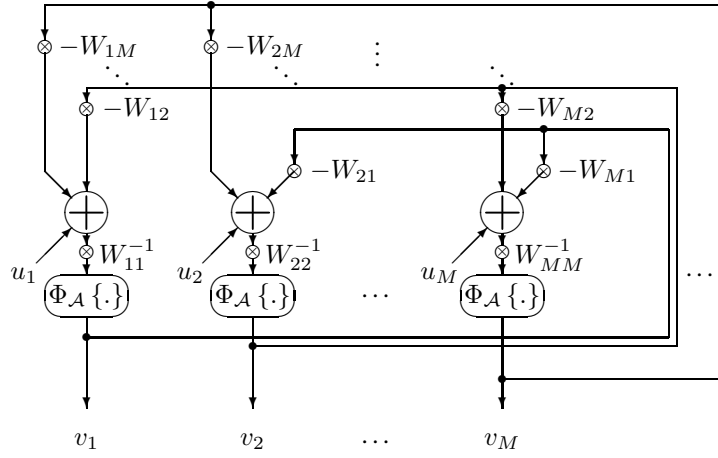 −W_{1M} −W_{2M} ⋮
⋱ ⋱ ⋱
−W_{12} −W_{M2}
−W_{21} −W_{M1}
u_1 W_{11}^{−1} u_2 W_{22}^{−1} u_M W_{MM}^{−1} ...
Φ_𝒜 {.} Φ_𝒜 {.} ... Φ_𝒜 {.}
v_1 v_2 ... v_M